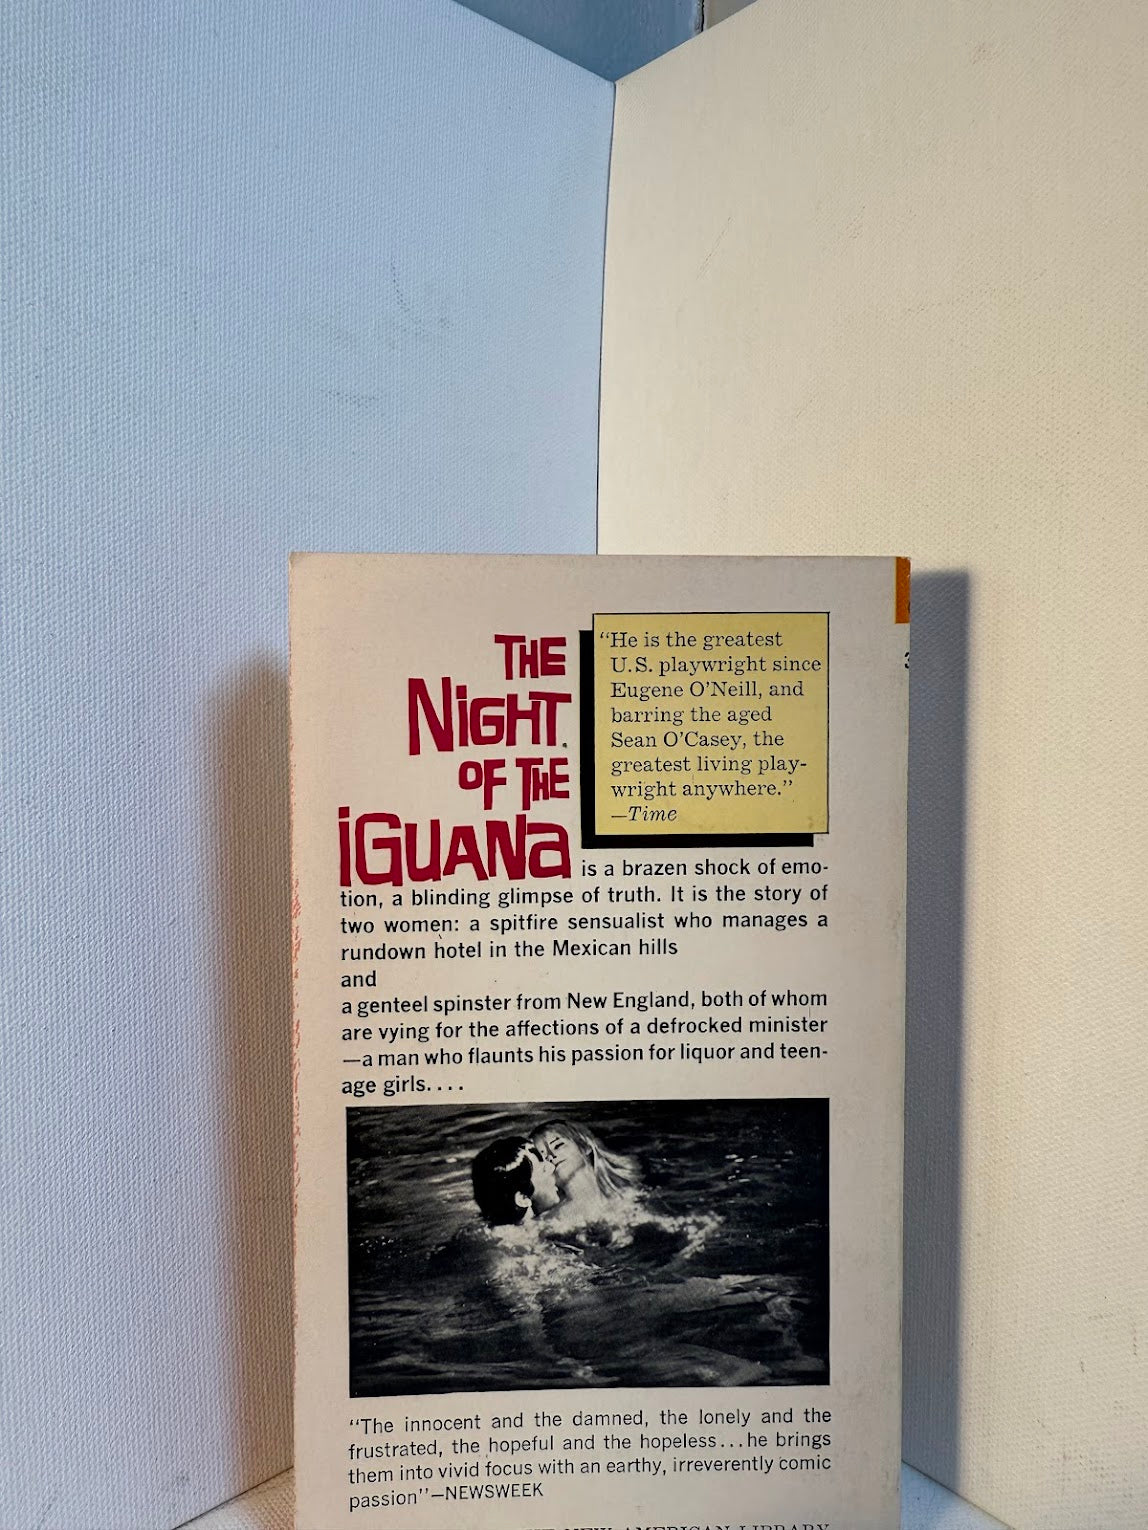 THE
NiGHT
OF THE
iGUANa
“He is the greatest
U.S. playwright since
Eugene O’Neill, and
barring the aged
Sean O’Casey, the
greatest living play-
wright anywhere.”
—Time
is a brazen shock of emo-
tion, a blinding glimpse of truth. It is the story of
two women: a spitfire sensualist who manages a
rundown hotel in the Mexican hills
and
a genteel spinster from New England, both of whom
are vying for the affections of a defrocked minister
—a man who flaunts his passion for liquor and teen-
age girls....
“The innocent and the damned, the lonely and the
frustrated, the hopeful and the hopeless...he brings
them into vivid focus with an earthy, irreverently comic
passion”—NEWSWEEK
NEW AMERICAN LIBRARY